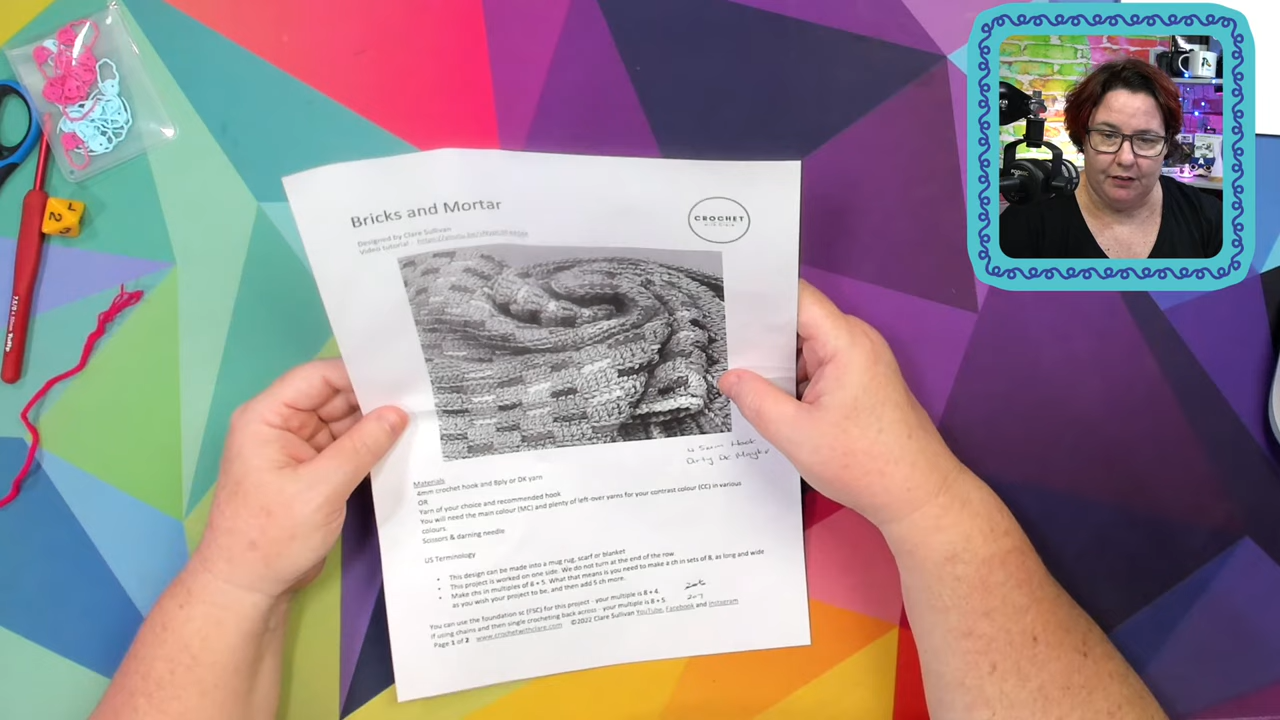 Bricks and Mortar
Designed by Clare Sullivan
Video tutorial -
CROCHET
with Clare
4.5mm Hook
Materials
4mm crochet hook and 8ply or DK yarn
OR
Yarn of your choice and recommended hook
You will need the main colour (MC) and plenty of left-over yarns for your contrast colour (CC) in various
colours.
Scissors & darning needle
US Terminology
• This design can be made into a mug rug, scarf or blanket
• This project is worked on one side. We do not turn at the end of the row.
• Make chs in multiples of 8 + 5. What that means is you need to make a ch in sets of 8, as long and wide
as you wish your project to be, and then add 5 ch more.
You can use the foundation sc (FSC) for this project - your multiple is 8 + 4.
If using chains and then single crocheting back across - your multiple is 8 + 5.
Page 1 of 2 www.crochetwithclare.com ©2022 Clare Sullivan YouTube, Facebook and Instagram
2